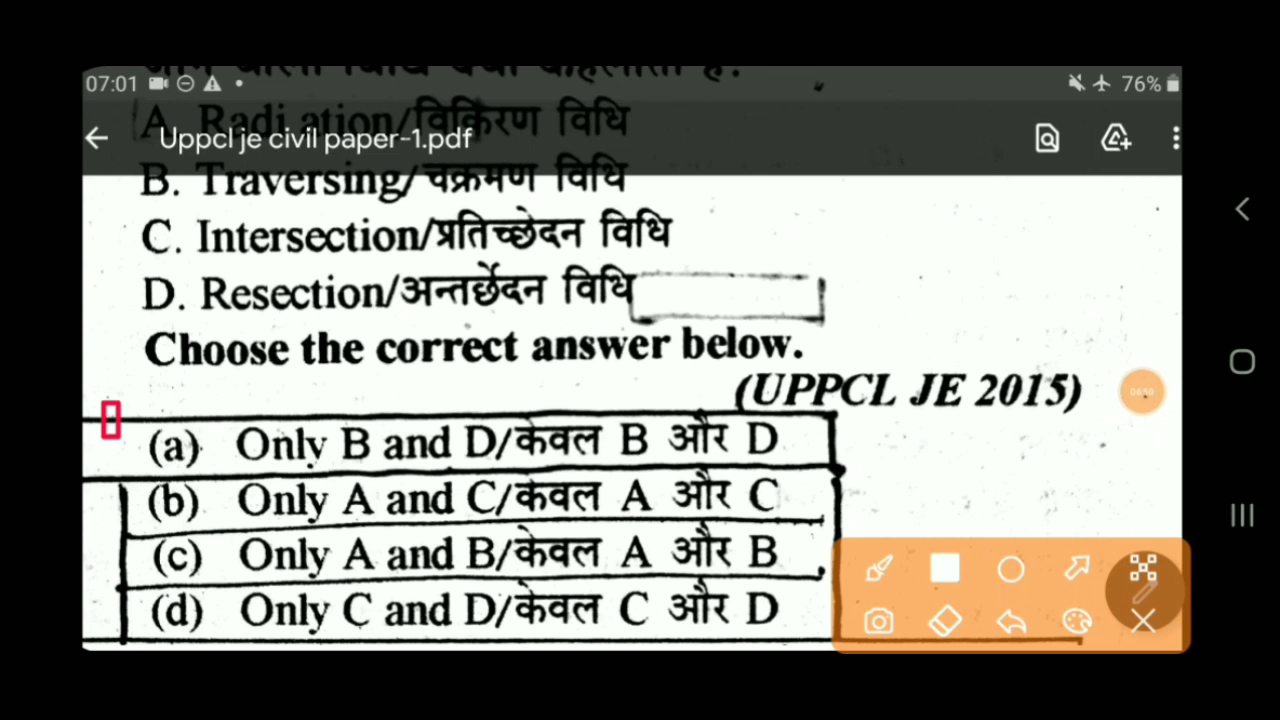 07:01 76%
A. Radi ation/विकिरण विधि
Uppcl je civil paper-1.pdf
B. Traversing/चक्रमण विधि
C. Intersection/प्रतिच्छेदन विधि
D. Resection/अन्तर्छेदन विधि
Choose the correct answer below.
(UPPCL JE 2015)
(a) Only B and D/केवल B और D
(b) Only A and C/केवल A और C
(c) Only A and B/केवल A और B
(d) Only C and D/केवल C और D